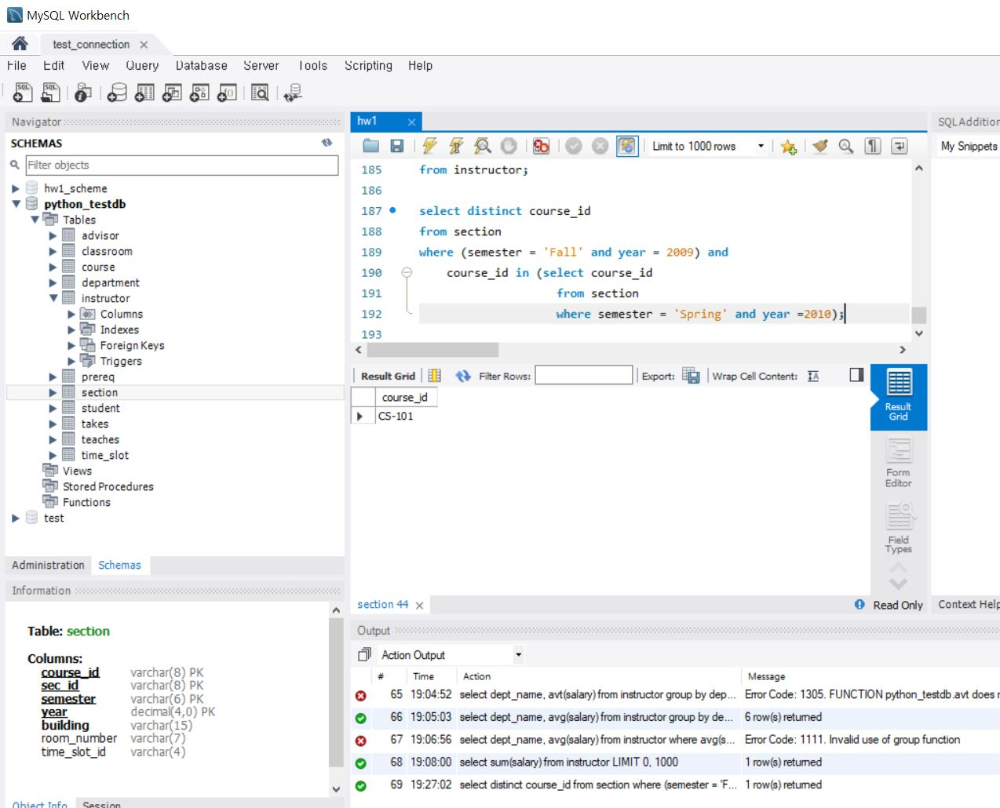 MySQL Workbench
test_connection
File Edit View Query Database Server Tools Scripting Help
Navigator
SCHEMAS
Filter objects
hw1_scheme
python_testdb
Tables
advisor
classroom
course
department
instructor
Columns
Indexes
Foreign Keys
Triggers
prereq
section
student
takes
teaches
time_slot
Views
Stored Procedures
Functions
test
Administration Schemas
Information
Table: section
Columns:
course_id varchar(8) PK
sec_id varchar(8) PK
semester varchar(6) PK
year decimal(4,0) PK
building varchar(15)
room_number varchar(7)
time_slot_id varchar(4)
Object Info Session
hw1
Limit to 1000 rows
185 from instructor;
186
187 select distinct course_id
188 from section
189 where (semester = 'Fall' and year = 2009) and
190 course_id in (select course_id
191 from section
192 where semester = 'Spring' and year =2010);
193
Result Grid Filter Rows: Export: Wrap Cell Content:
course_id
CS-101
Result
Grid
Form
Editor
Field
Types
section 44
Read Only
Output
Action Output
# Time Action Message
65 19:04:52 select dept_name, avt(salary) from instructor group by dep... Error Code: 1305. FUNCTION python_testdb.avt does
66 19:05:03 select dept_name, avg(salary) from instructor group by de... 6 row(s) returned
67 19:06:56 select dept_name, avg(salary) from instructor where avg(s... Error Code: 1111. Invalid use of group function
68 19:08:00 select sum(salary) from instructor LIMIT 0, 1000 1 row(s) returned
69 19:27:02 select distinct course_id from section where (semester = 'F... 1 row(s) returned
SQLAddition
My Snippets
Context Help